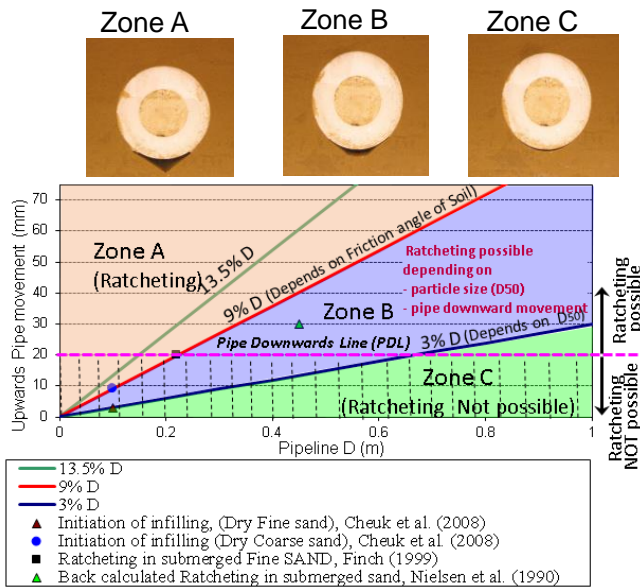 Zone A
Zone B
Zone C
Upwards Pipe movement (mm)
70
60
50
40
30
20
10
0
Zone A
(Ratcheting)
13.5% D
9% D (Depends on Friction angle of Soil)
Ratcheting possible
depending on
- particle size (D50)
- pipe downward movement
Zone B
Pipe Downwards Line (PDL)
3% D (Depends on D50)
Zone C
(Ratcheting Not possible)
Ratcheting
possible
Ratcheting
NOT possible
0
0.2
0.4
0.6
0.8
1
Pipeline D (m)
13.5% D
9% D
3% D
Initiation of infilling, (Dry Fine sand), Cheuk et al. (2008)
Initiation of infilling (Dry Coarse sand), Cheuk et al. (2008)
Ratcheting in submerged Fine SAND, Finch (1999)
Back calculated Ratcheting in submerged sand, Nielsen et al. (1990)